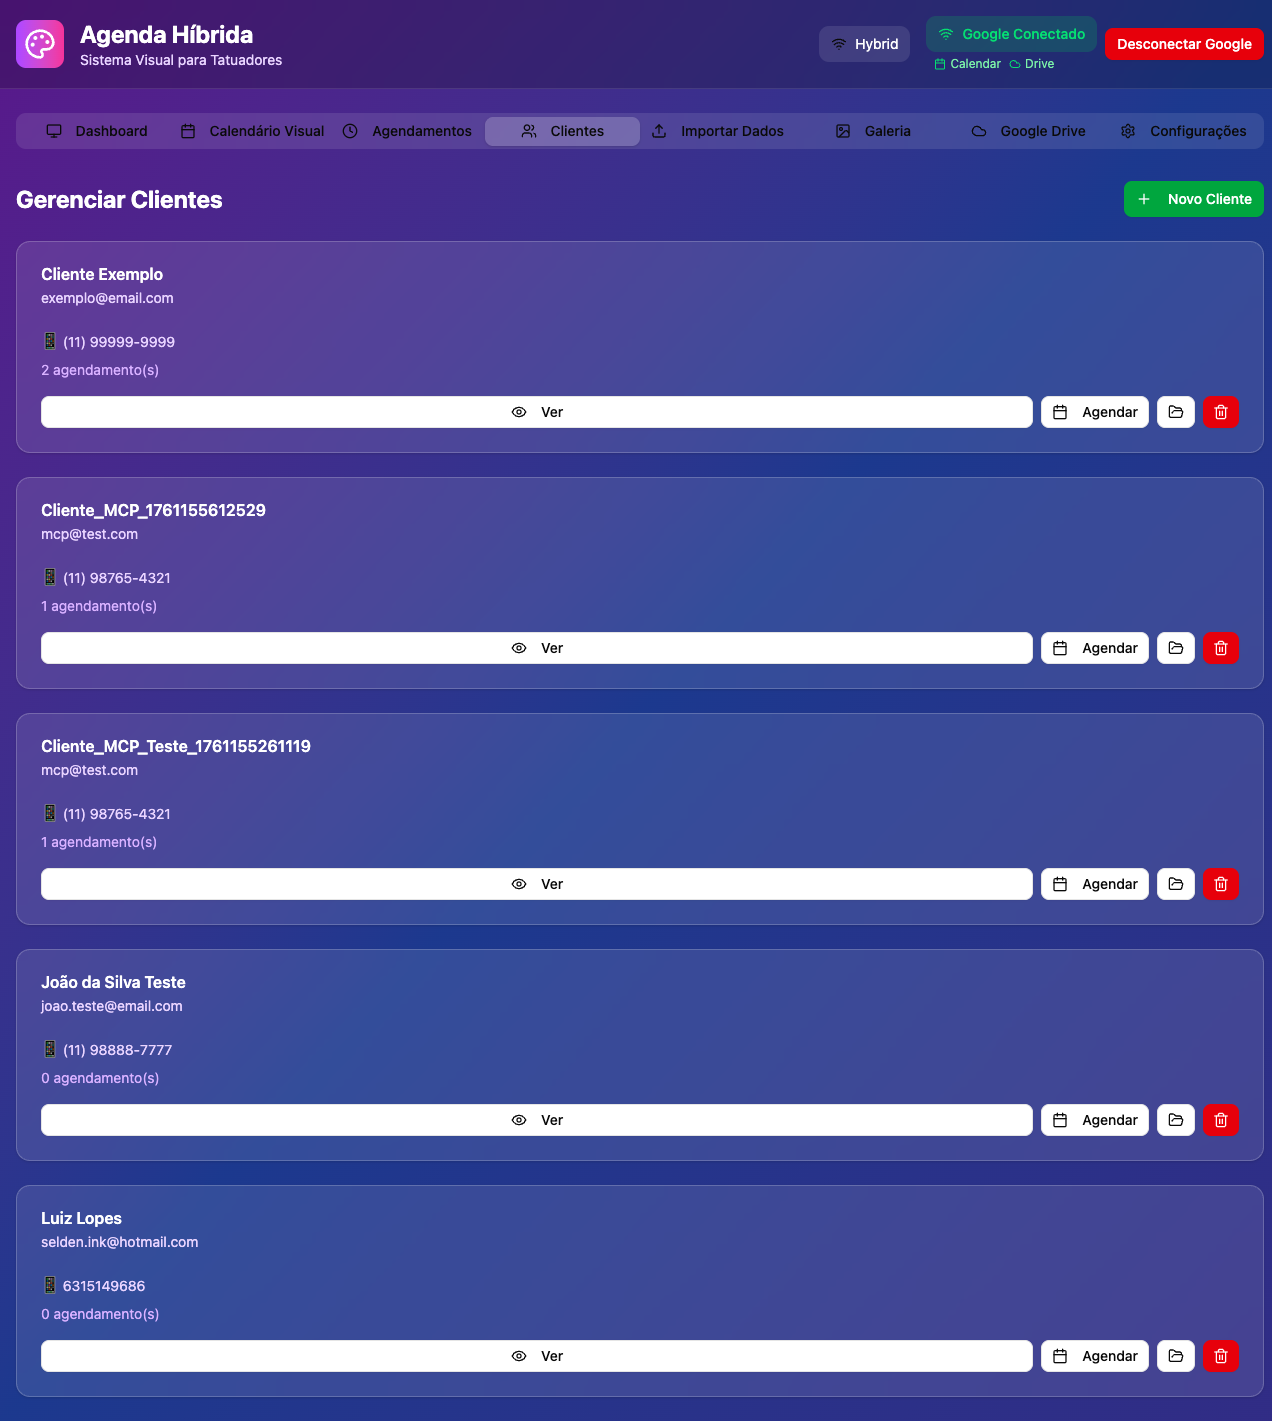 Agenda Híbrida
Sistema Visual para Tatuadores
Hybrid
Google Conectado
Calendar Drive
Desconectar Google
Dashboard Calendário Visual Agendamentos Clientes Importar Dados Galeria Google Drive Configurações
Gerenciar Clientes
Novo Cliente
Cliente Exemplo
exemplo@email.com
(11) 99999-9999
2 agendamento(s)
Ver Agendar
Cliente_MCP_1761155612529
mcp@test.com
(11) 98765-4321
1 agendamento(s)
Ver Agendar
Cliente_MCP_Teste_1761155261119
mcp@test.com
(11) 98765-4321
1 agendamento(s)
Ver Agendar
João da Silva Teste
joao.teste@email.com
(11) 98888-7777
0 agendamento(s)
Ver Agendar
Luiz Lopes
selden.ink@hotmail.com
6315149686
0 agendamento(s)
Ver Agendar